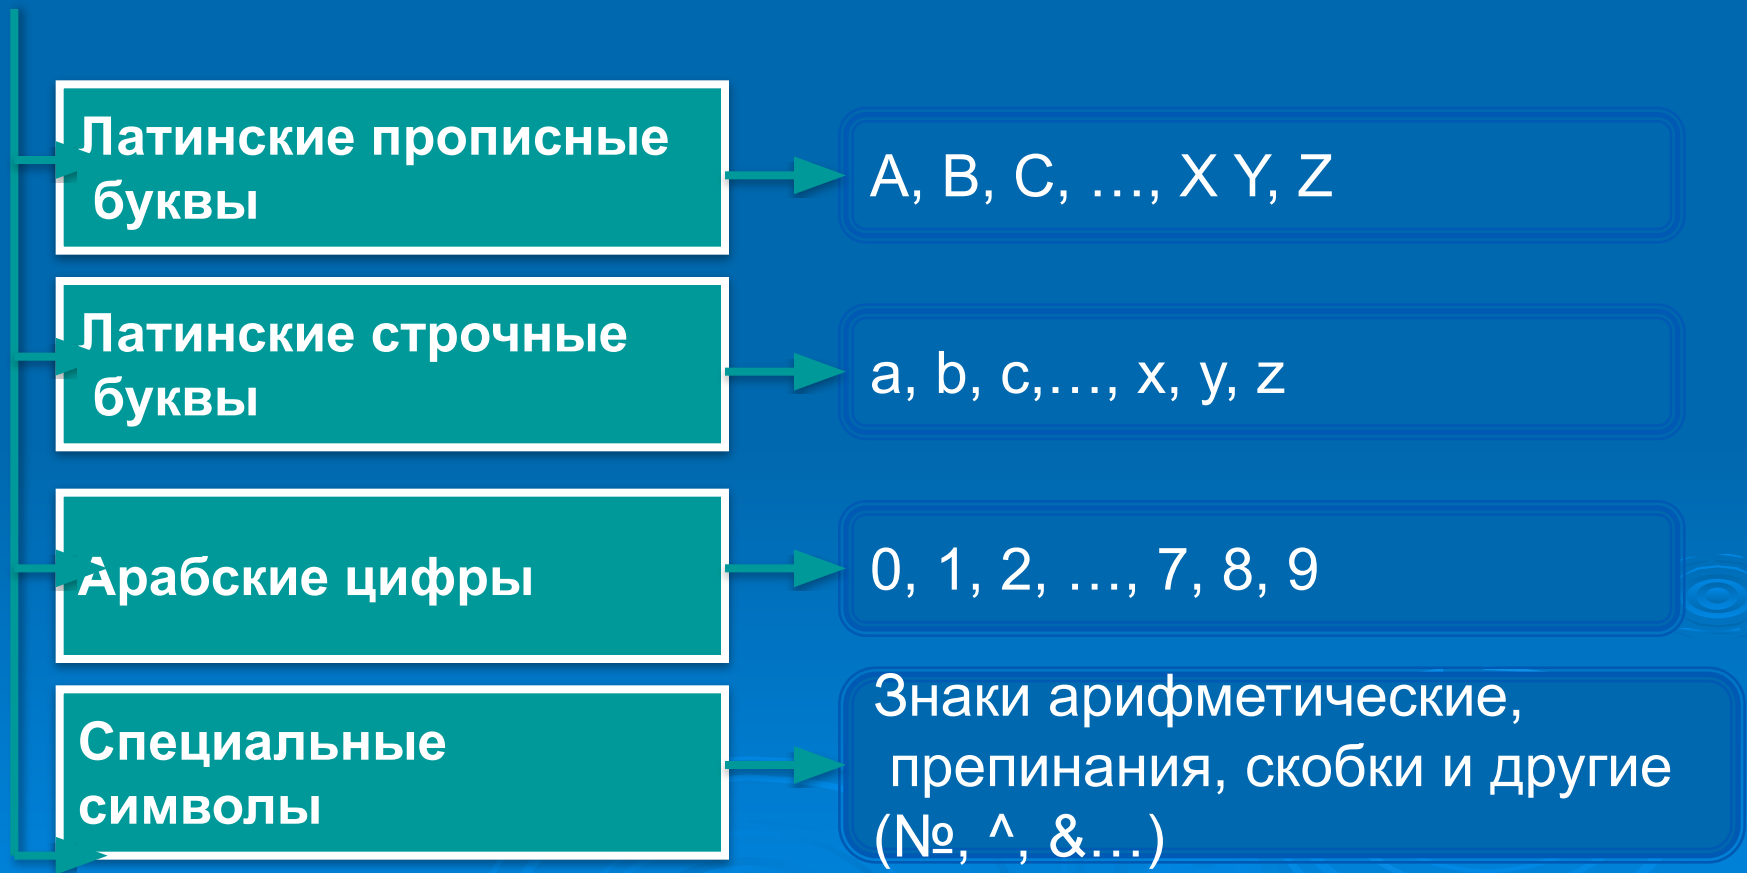 Латинские прописные
буквы
A, B, C, …, X Y, Z
Латинские строчные
буквы
a, b, c,…, x, y, z
Арабские цифры
0, 1, 2, …, 7, 8, 9
Специальные
символы
Знаки арифметические,
препинания, скобки и другие
(№, ^, &…)